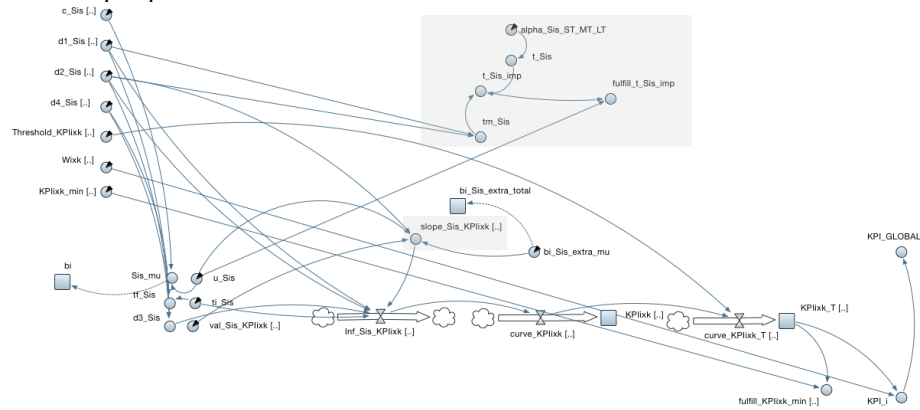 c_Sis [..]
d1_Sis [..]
d2_Sis [..]
d4_Sis [..]
Threshold_KPIixk [..]
Wixk
KPIixk_min [..]
alpha_Sis_ST_MT_LT
t_Sis
t_Sis_imp
fulfill_t_Sis_imp
tm_Sis
bi_Sis_extra_total
slope_Sis_KPIixk [..]
bi_Sis_extra_mu
KPI_GLOBAL
bi
Sis_mu
u_Sis
tf_Sis
ti_Sis
d3_Sis
val_Sis_KPIixk [..]
Inf_Sis_KPIixk [..]
curve_KPIixk [..]
KPIixk [..]
curve_KPIixk_T [..]
KPIixk_T [..]
fulfill_KPIixk_min [..]
KPI_i